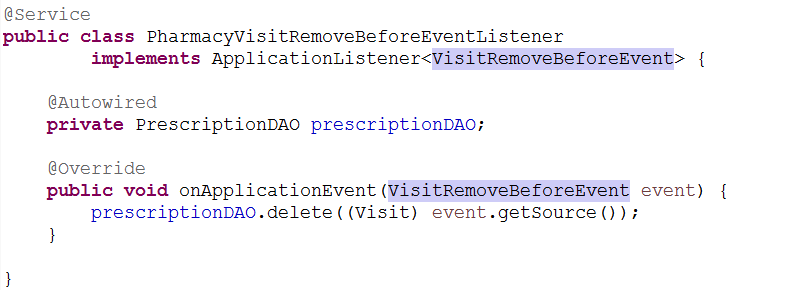 @Service
public class PharmacyVisitRemoveBeforeEventListener
        implements ApplicationListener<VisitRemoveBeforeEvent> {
    @Autowired
    private PrescriptionDAO prescriptionDAO;
    @Override
    public void onApplicationEvent(VisitRemoveBeforeEvent event) {
        prescriptionDAO.delete((Visit) event.getSource());
    }
}